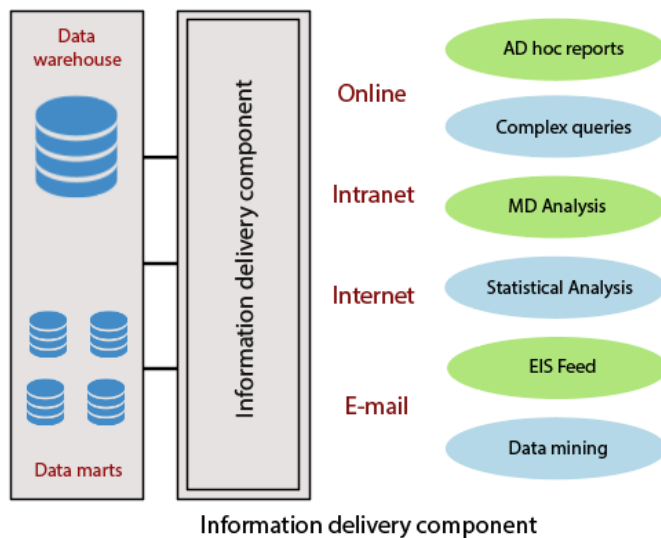 Data
warehouse
Data marts
Information delivery component
Online
Intranet
Internet
E-mail
AD hoc reports
Complex queries
MD Analysis
Statistical Analysis
EIS Feed
Data mining
Information delivery component